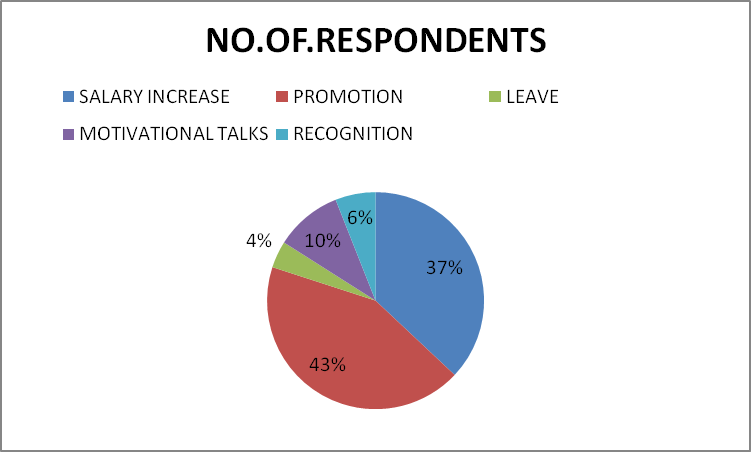 NO.OF.RESPONDENTS
SALARY INCREASE PROMOTION LEAVE
MOTIVATIONAL TALKS RECOGNITION
6%
10%
4%
37%
43%